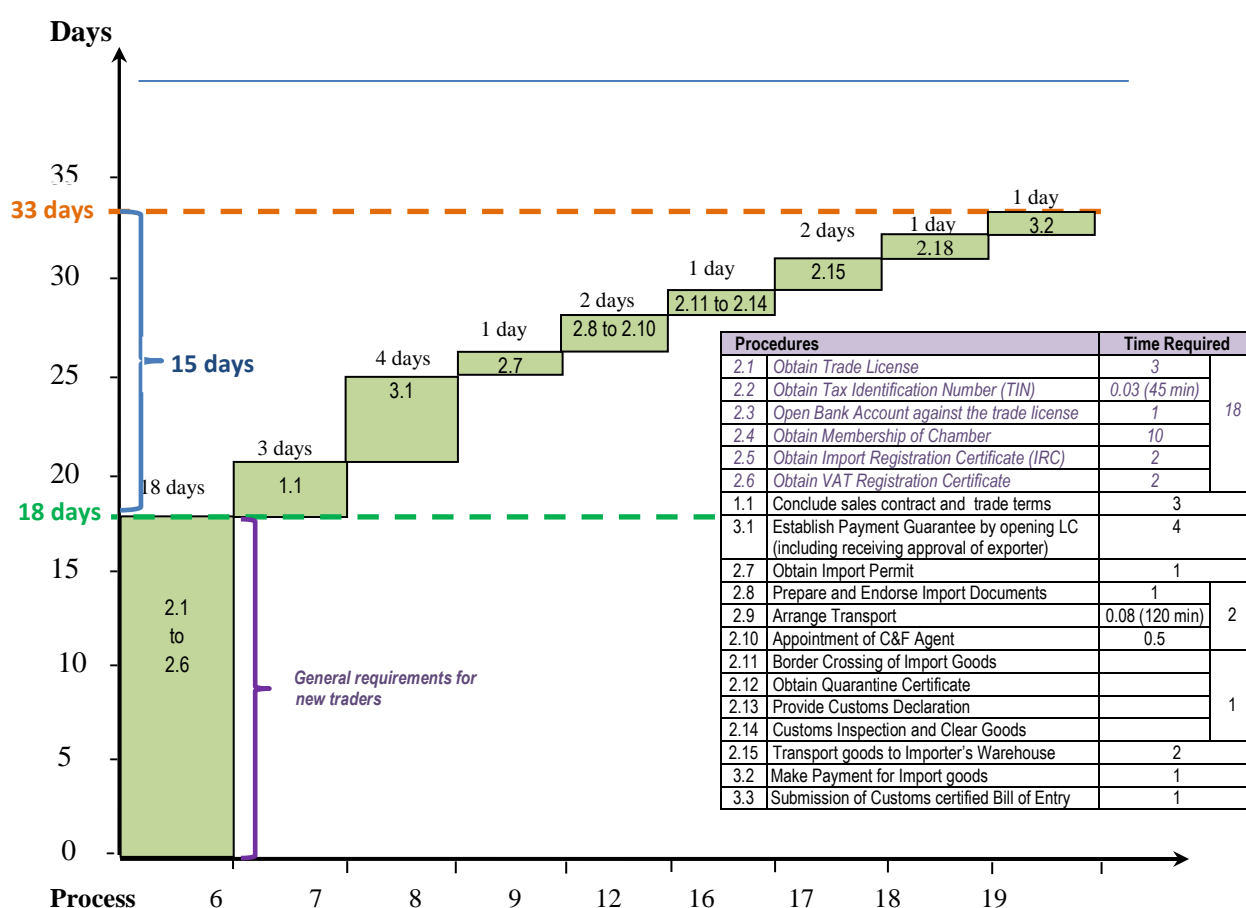 Days
35
33 days
1 day
3.2
1 day
2.18
2 days
2.15
30
1 day
2.11 to 2.14
2 days
2.8 to 2.10
1 day
2.7
15 days
25
4 days
3.1
3 days
1.1
20
18 days
18 days
15
2.1
to
2.6
10
General requirements for
new traders
5
0
Process 6 7 8 9 12 16 17 18 19
Procedures Time Required
2.1 Obtain Trade License 3
2.2 Obtain Tax Identification Number (TIN) 0.03 (45 min)
2.3 Open Bank Account against the trade license 1 18
2.4 Obtain Membership of Chamber 10
2.5 Obtain Import Registration Certificate (IRC) 2
2.6 Obtain VAT Registration Certificate 2
1.1 Conclude sales contract and trade terms 3
3.1 Establish Payment Guarantee by opening LC 4
(including receiving approval of exporter)
2.7 Obtain Import Permit 1
2.8 Prepare and Endorse Import Documents 1
2.9 Arrange Transport 0.08 (120 min) 2
2.10 Appointment of C&F Agent 0.5
2.11 Border Crossing of Import Goods
2.12 Obtain Quarantine Certificate
2.13 Provide Customs Declaration 1
2.14 Customs Inspection and Clear Goods
2.15 Transport goods to Importer's Warehouse 2
3.2 Make Payment for Import goods 1
3.3 Submission of Customs certified Bill of Entry 1